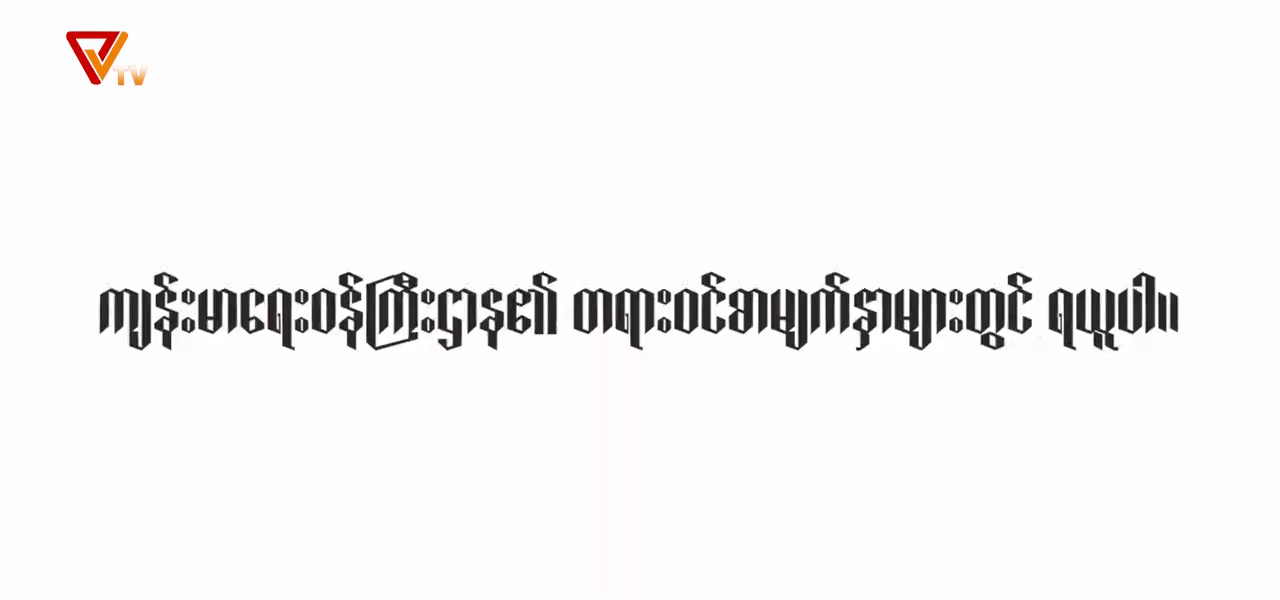 TV
ကျန်းမာရေးဝန်ကြီးဌာန၏ တရားဝင်စာမျက်နှာများတွင် ရယူပါ။